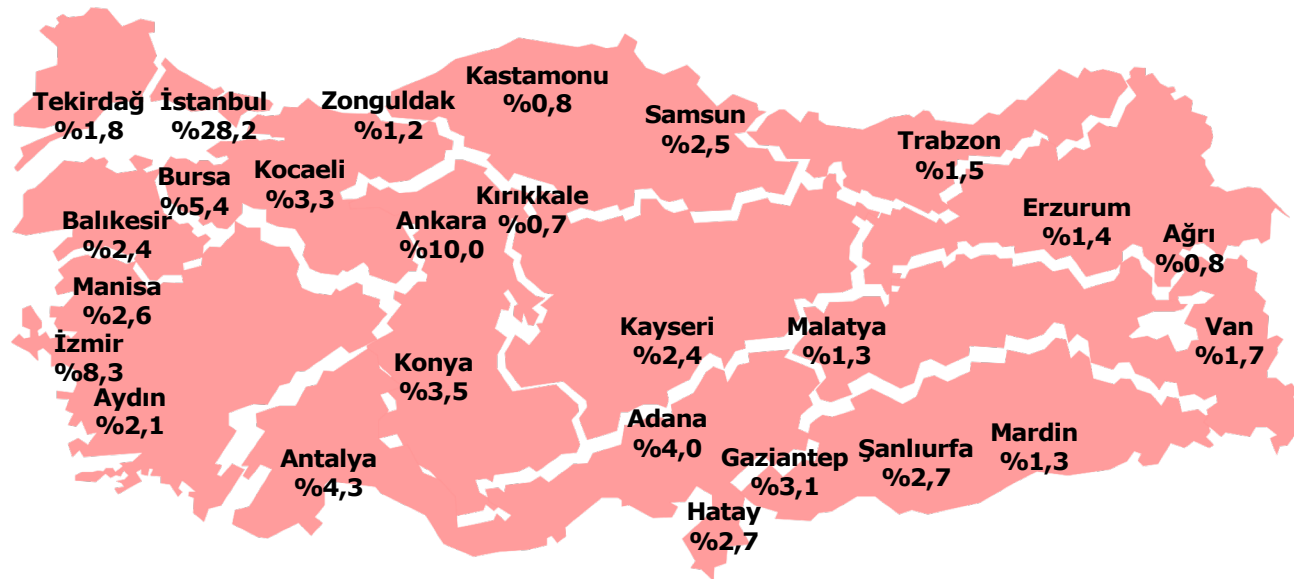 Tekirdağ
%1,8
İstanbul
%28,2
Zonguldak
%1,2
Kastamonu
%0,8
Samsun
%2,5
Trabzon
%1,5
Bursa
%5,4
Kocaeli
%3,3
Balıkesir
%2,4
Ankara
%10,0
Kırıkkale
%0,7
Erzurum
%1,4
Ağrı
%0,8
Manisa
%2,6
İzmir
%8,3
Aydın
%2,1
Konya
%3,5
Kayseri
%2,4
Malatya
%1,3
Van
%1,7
Antalya
%4,3
Adana
%4,0
Gaziantep
%3,1
Şanlıurfa
%2,7
Mardin
%1,3
Hatay
%2,7